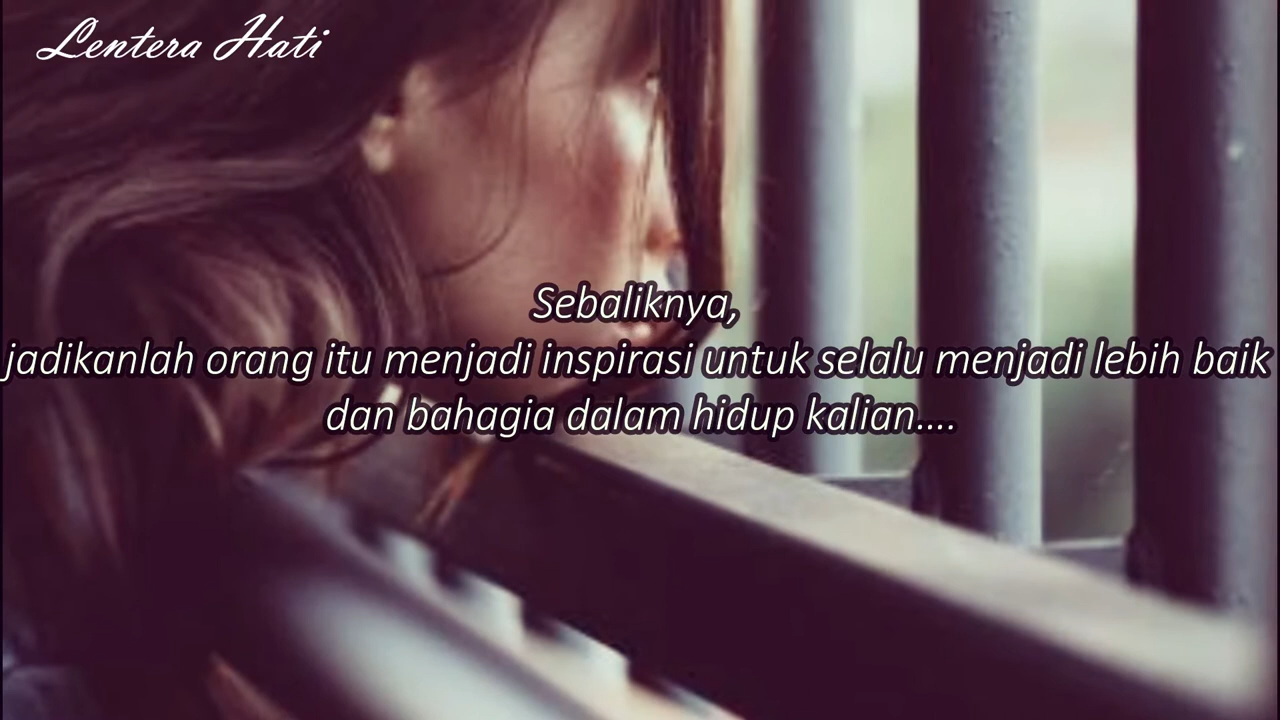 Lentera Hati
Sebaliknya,
jadikanlah orang itu menjadi inspirasi untuk selalu menjadi lebih baik
dan bahagia dalam hidup kalian....